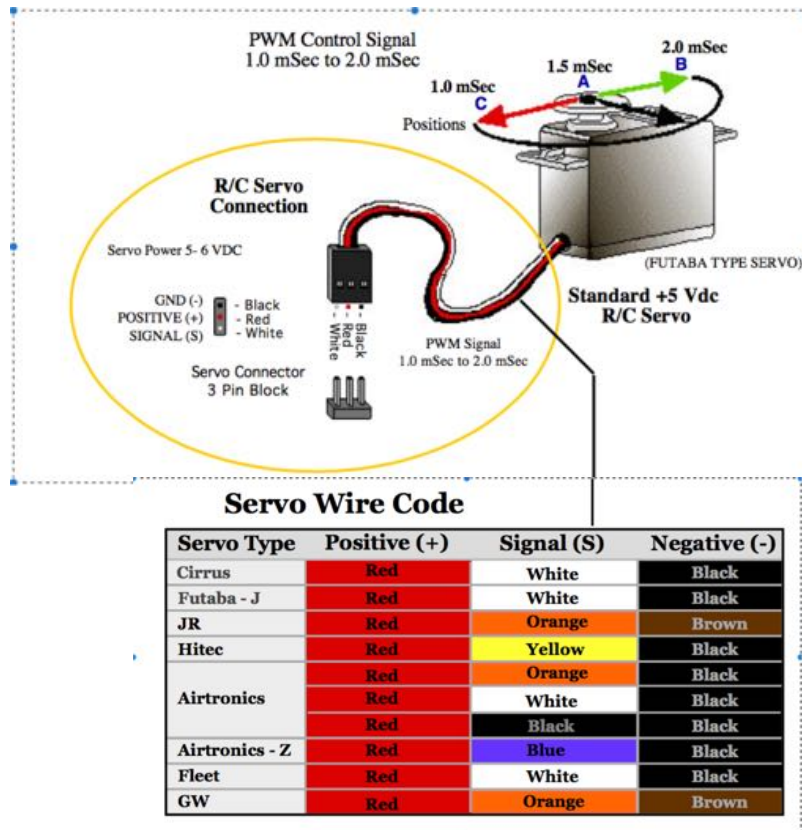 PWM Control Signal
1.0 mSec to 2.0 mSec
2.0 mSec
B
1.5 mSec
A
1.0 mSec
C
Positions
R/C Servo
Connection
Servo Power 5- 6 VDC
GND (-)
POSITIVE (+)
SIGNAL (S)
- Black
- Red
- White
- Black
- Red
- White
Servo Connector
3 Pin Block
PWM Signal
1.0 mSec to 2.0 mSec
(FUTABA TYPE SERVO)
Standard +5 Vdc
R/C Servo
Servo Wire Code
Servo Type Positive (+) Signal (S) Negative (-)
Cirrus Red White Black
Futaba - J Red White Black
JR Red Orange Brown
Hitec Red Yellow Black
Red Orange Black
Airtronics Red White Black
Red Black Black
Airtronics - Z Red Blue Black
Fleet Red White Black
GW Red Orange Brown